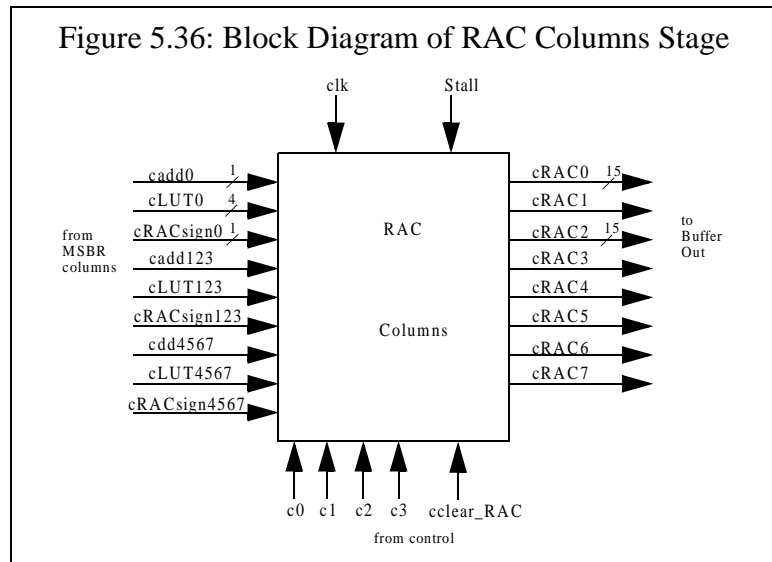 Figure 5.36: Block Diagram of RAC Columns Stage
clk
Stall
cadd0
1
cLUT0
4
cRACsign0
1
cadd123
cLUT123
cRACsign123
cdd4567
cLUT4567
cRACsign4567
from
MSBR
columns
RAC
Columns
cRAC0
15
cRAC1
cRAC2
15
cRAC3
cRAC4
cRAC5
cRAC6
cRAC7
to
Buffer
Out
c0
c1
c2
c3
cclear_RAC
from control